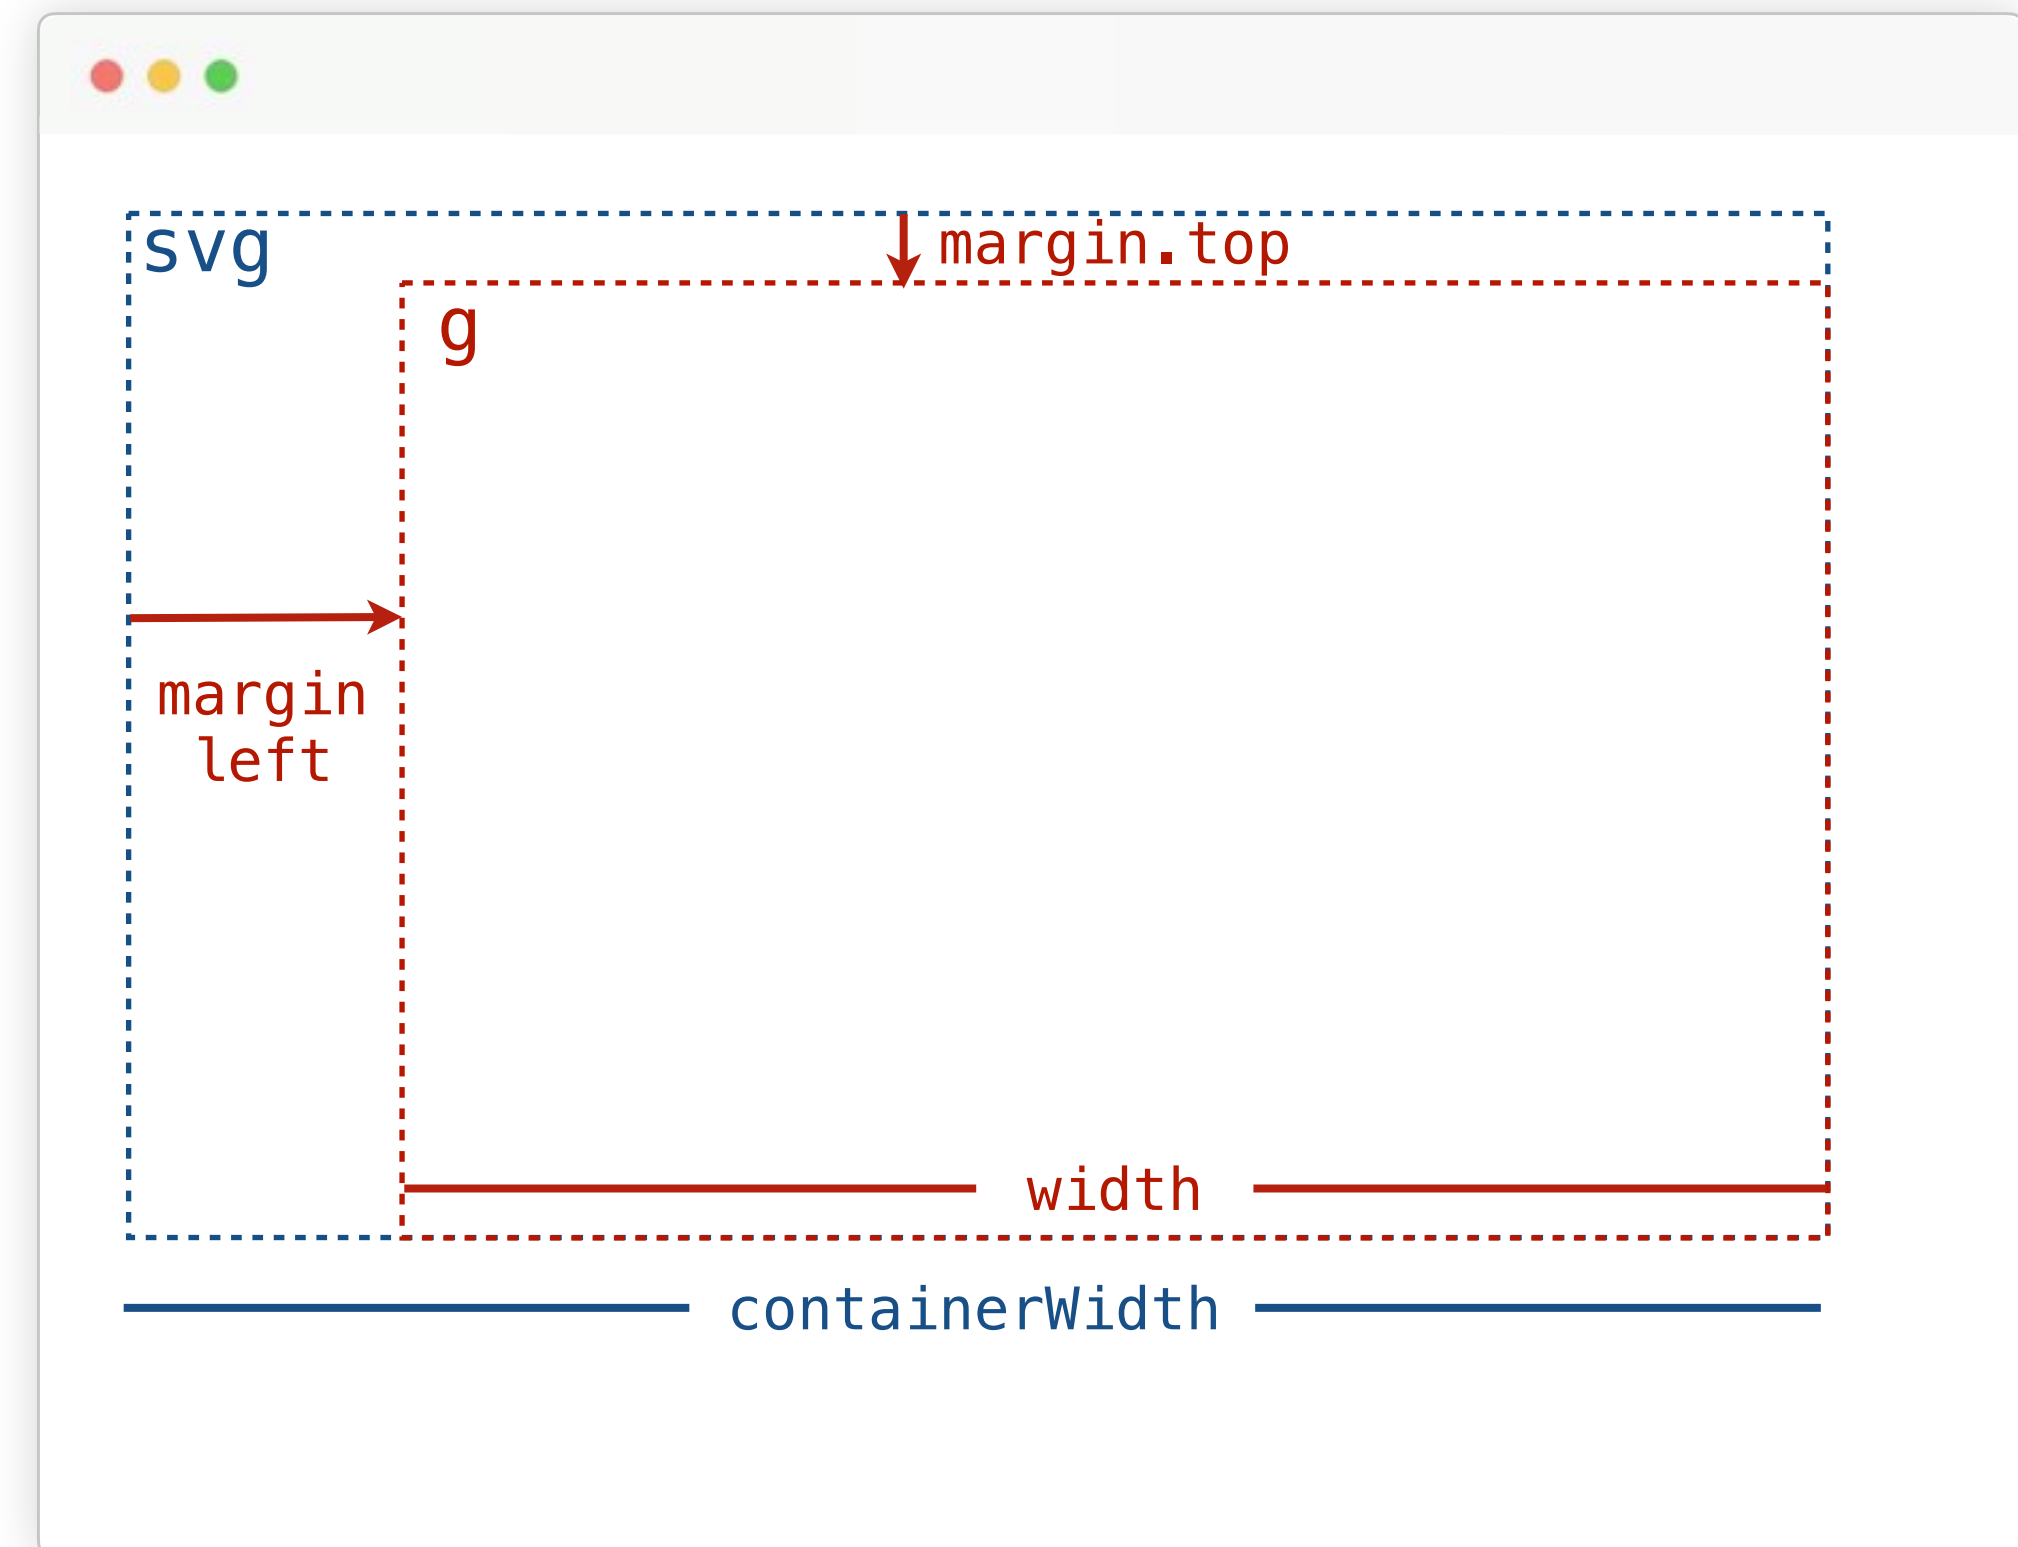 svg
margin.top
g
margin
left
width
containerWidth